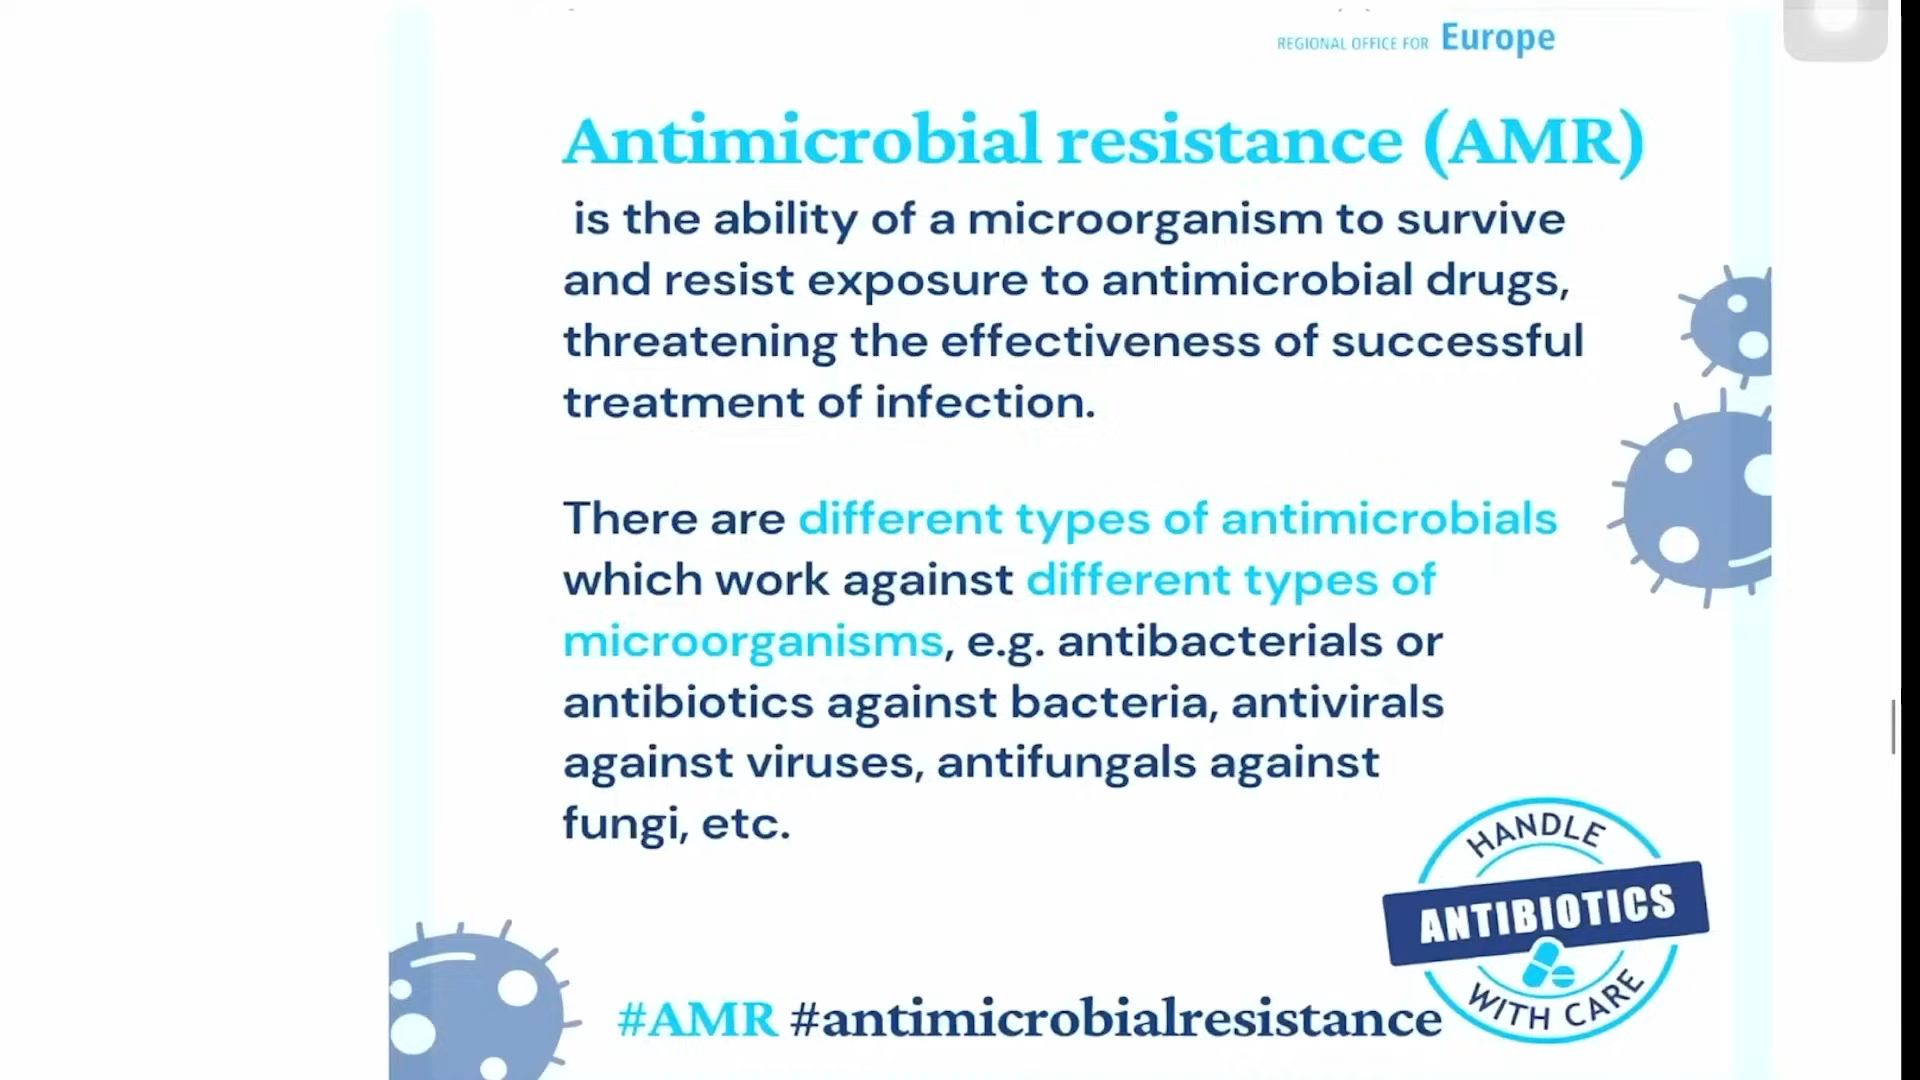 REGIONAL OFFICE FOR Europe
Antimicrobial resistance (AMR)
is the ability of a microorganism to survive
and resist exposure to antimicrobial drugs,
threatening the effectiveness of successful
treatment of infection.
There are different types of antimicrobials
which work against different types of
microorganisms, e.g. antibacterials or
antibiotics against bacteria, antivirals
against viruses, antifungals against
fungi, etc.
HANDLE
ANTIBIOTICS
WITH CARE
#AMR #antimicrobialresistance